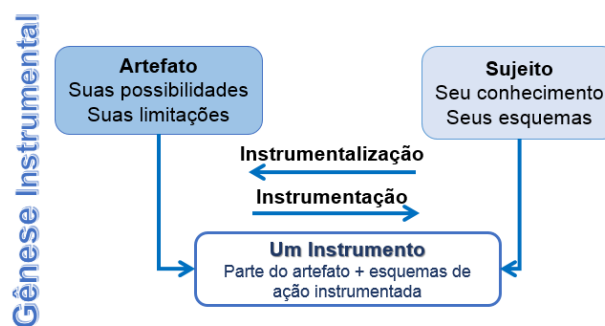 Gênese Instrumental
Artefato
Suas possibilidades
Suas limitações
Sujeito
Seu conhecimento
Seus esquemas
Instrumentalização
Instrumentação
Um Instrumento
Parte do artefato + esquemas de
ação instrumentada